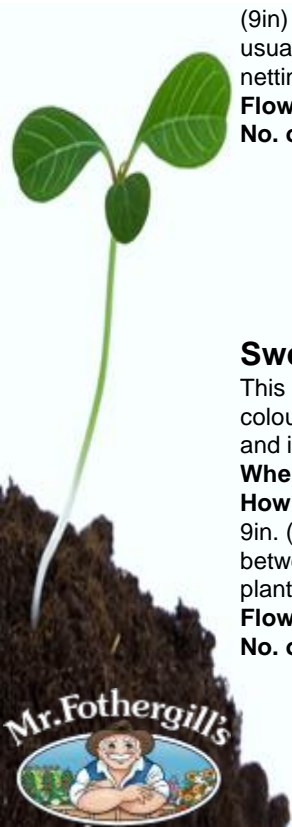 (9in)
usua
nettin
Flow
No. o
Swe
This
colou
and i
Whe
How
9in. (
betwe
plant
Flow
No. o
Mr.Fothergill's